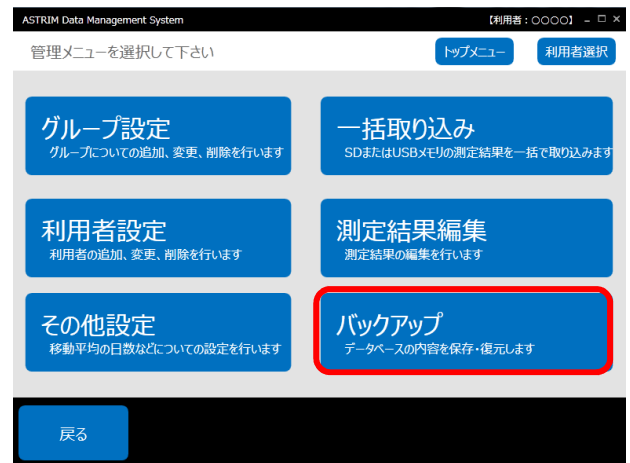 ASTRIM Data Management System
【利用者：○○○○】
管理メニューを選択して下さい
トップメニュー
利用者選択
グループ設定
グループについての追加、変更、削除を行います
一括取り込み
SDまたはUSBメモリの測定結果を一括で取り込みます
利用者設定
利用者の追加、変更、削除を行います
測定結果編集
測定結果の編集を行います
その他設定
移動平均の日数などについての設定を行います
バックアップ
データベースの内容を保存・復元します
戻る